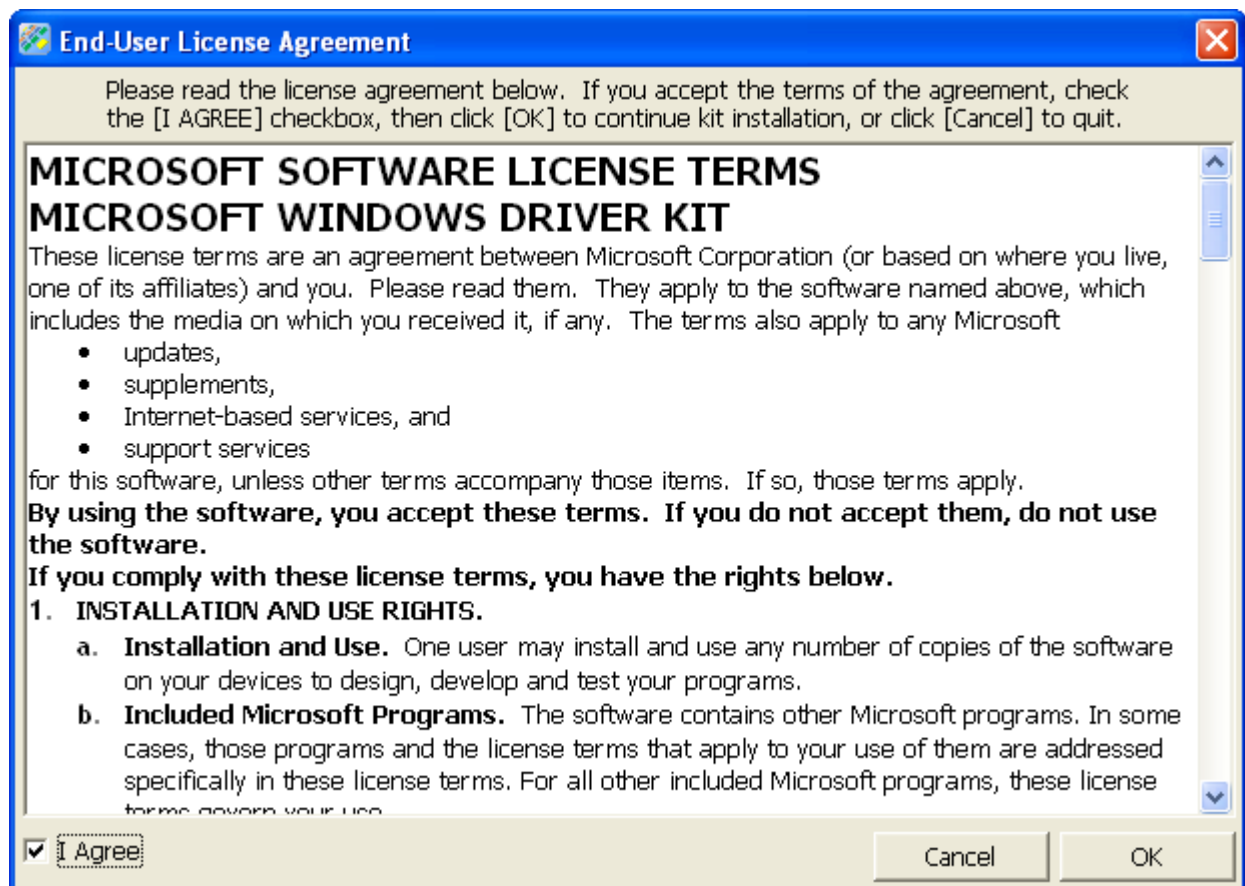 End-User License Agreement
Please read the license agreement below.  If you accept the terms of the agreement, check
the [I AGREE] checkbox, then click [OK] to continue kit installation, or click [Cancel] to quit.
MICROSOFT SOFTWARE LICENSE TERMS
MICROSOFT WINDOWS DRIVER KIT
These license terms are an agreement between Microsoft Corporation (or based on where you live,
one of its affiliates) and you.  Please read them.  They apply to the software named above, which
includes the media on which you received it, if any.  The terms also apply to any Microsoft
• updates,
• supplements,
• Internet-based services, and
• support services
for this software, unless other terms accompany those items.  If so, those terms apply.
By using the software, you accept these terms.  If you do not accept them, do not use
the software.
If you comply with these license terms, you have the rights below.
1. INSTALLATION AND USE RIGHTS.
a. Installation and Use.  One user may install and use any number of copies of the software
on your devices to design, develop and test your programs.
b. Included Microsoft Programs.  The software contains other Microsoft programs. In some
cases, those programs and the license terms that apply to your use of them are addressed
specifically in these license terms. For all other included Microsoft programs, these license
terms govern your use.
I Agree
Cancel
OK